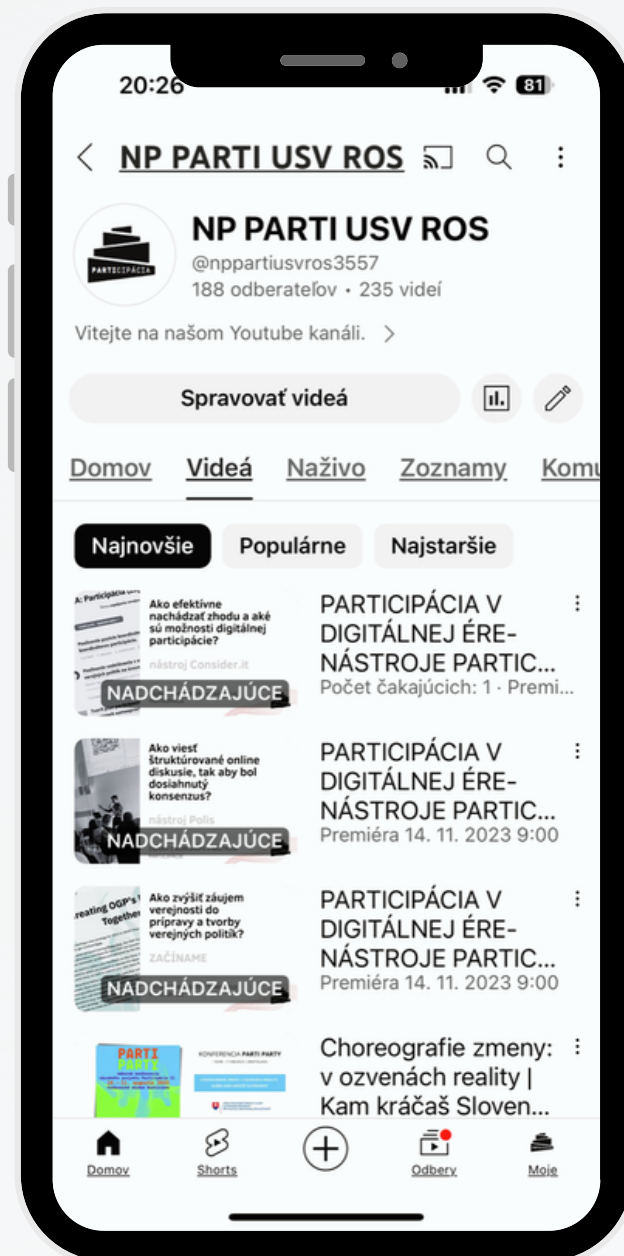 20:26
81
NP PARTI USV ROS
NP PARTI USV ROS
PARTICIPÁCIA
@nppartiusvros3557
188 odberateľov • 235 videí
Vitejte na našom Youtube kanáli.
Spravovať videá
Domov Videá Naživo Zoznamy Komu
Najnovšie Populárne Najstaršie
Ako efektívne
nachádzať zhodu a aké
sú možnosti digitálnej
participácie?
nástroj Consider.it
NADCHÁDZAJÚCE
PARTICIPÁCIA V
DIGITÁLNEJ ÉRE-
NÁSTROJE PARTIC...
Počet čakajúcich: 1 · Premi...
Ako viesť
štruktúrované online
diskusie, tak aby bol
dosiahnutý
konsenzus?
nástroj Polis
NADCHÁDZAJÚCE
PARTICIPÁCIA V
DIGITÁLNEJ ÉRE-
NÁSTROJE PARTIC...
Premiéra 14. 11. 2023 9:00
reating OGP's
Together
Ako zvýšiť záujem
verejnosti do
prípravy a tvorby
verejných politík?
ZAČÍNAME
NADCHÁDZAJÚCE
PARTICIPÁCIA V
DIGITÁLNEJ ÉRE-
NÁSTROJE PARTIC...
Premiéra 14. 11. 2023 9:00
PARTI
PARTY
KONFERENCIA PARTI PARTY
Choreografie zmeny:
v ozvenách reality |
Kam kráčaš Sloven...
Domov Shorts Odbery Moje